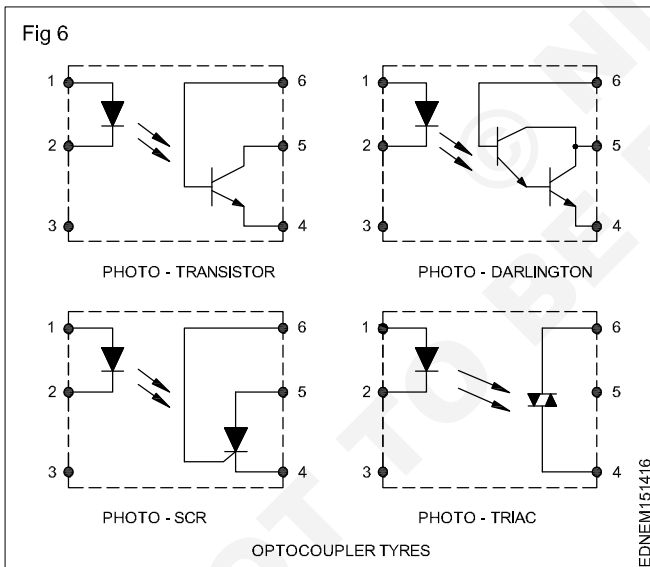 Fig 6
1 6
2 5
3 4
PHOTO - TRANSISTOR
1 6
2 5
3 4
PHOTO - DARLINGTON
1 6
2 5
3 4
PHOTO - SCR
1 6
2 5
3 4
PHOTO - TRIAC
OPTOCOUPLER TYRES
EDNEM151416